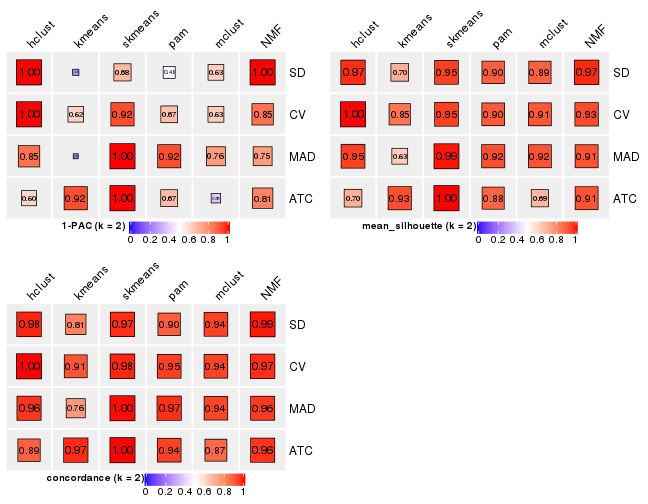 hclust kmeans skmeans pam mclust NMF
1.00 0.68 0.63 1.00 SD
1.00 0.62 0.92 0.67 0.63 0.85 CV
0.85 1.00 0.92 0.76 0.75 MAD
0.60 0.92 1.00 0.67 0.81 ATC
1-PAC (k = 2)
0 0.2 0.4 0.6 0.8 1
hclust kmeans skmeans pam mclust NMF
0.97 0.70 0.95 0.90 0.89 0.97 SD
1.00 0.85 0.95 0.90 0.91 0.93 CV
0.95 0.63 0.99 0.92 0.92 0.91 MAD
0.70 0.93 1.00 0.88 0.69 0.91 ATC
mean_silhouette (k = 2)
0 0.2 0.4 0.6 0.8 1
hclust kmeans skmeans pam mclust NMF
0.98 0.81 0.97 0.90 0.94 0.99 SD
1.00 0.91 0.98 0.95 0.94 0.97 CV
0.96 0.76 1.00 0.97 0.94 0.96 MAD
0.89 0.97 1.00 0.94 0.87 0.96 ATC
concordance (k = 2)
0 0.2 0.4 0.6 0.8 1